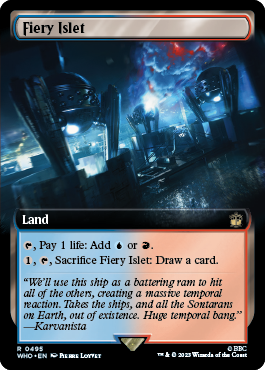 Fiery Islet
Land
, Pay 1 life: Add or .
1, , Sacrifice Fiery Islet: Draw a card.
“We’ll use this ship as a battering ram to hit
all of the others, creating a massive temporal
reaction. Takes the ships, and all the Sontarans
on Earth, out of existence. Huge temporal bang.”
—Karvanista
R 0495
WHO • EN Pierre Loyvet
© BBC
™ & © 2023 Wizards of the Coast